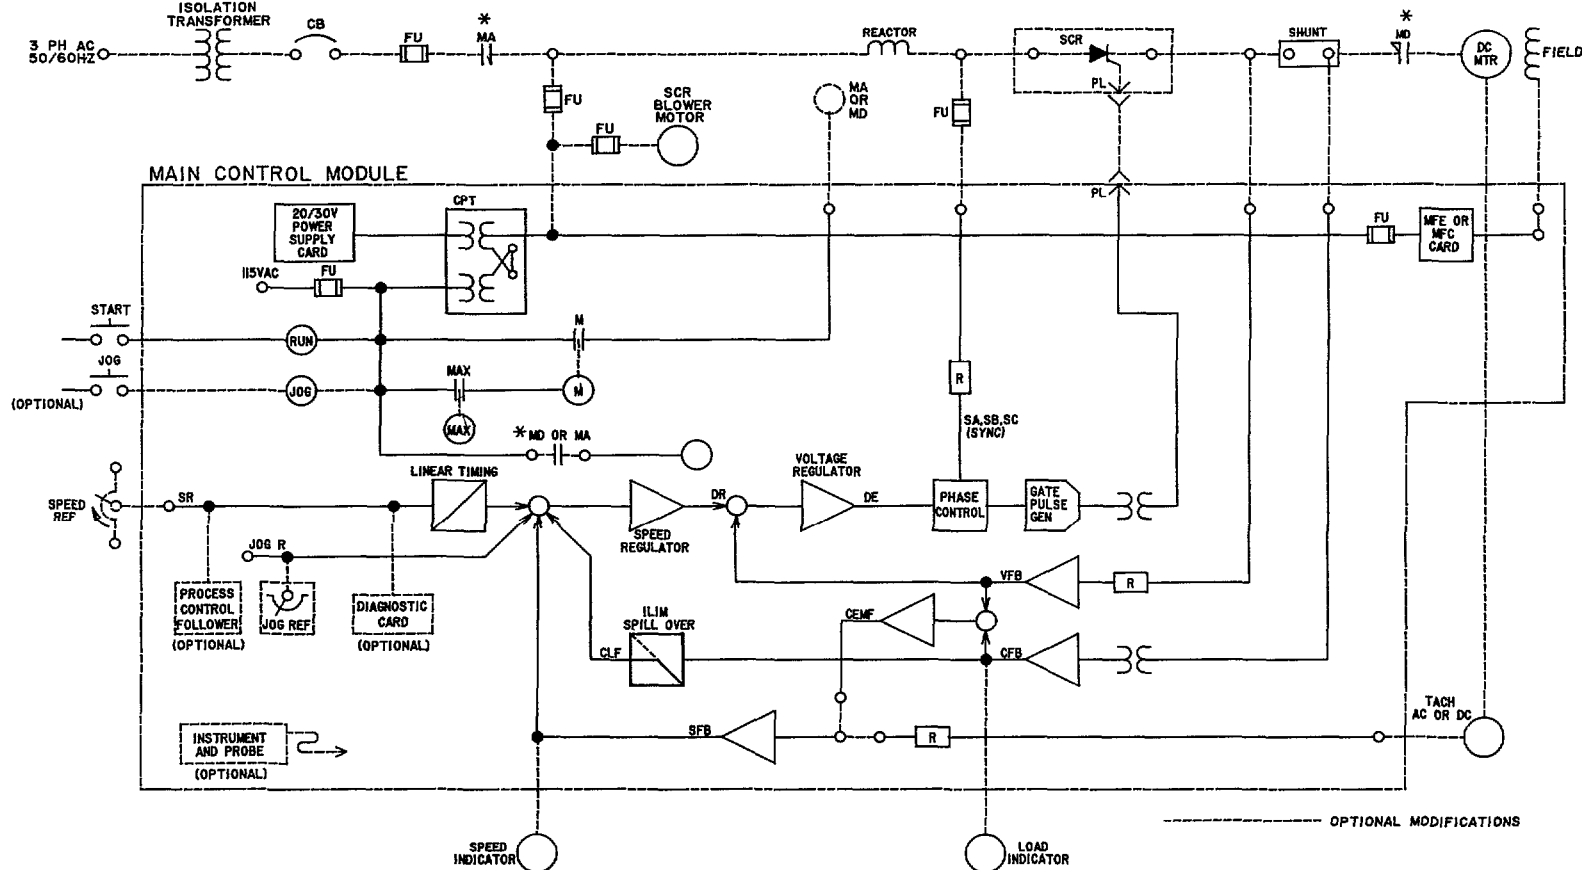 ISOLATION
TRANSFORMER
3 PH AC
50/60HZ
CB
FU
*
MA
REACTOR
SCR
PL
SHUNT
*
MD
DC
MTR
FIELD
FU
SCR
BLOWER
MOTOR
FU
MA
OR
MD
FU
MAIN CONTROL MODULE
PL
20/30V
POWER
SUPPLY
CARD
CPT
FU
MFE OR
MFC
CARD
115VAC
FU
START
RUN
M
JOG
(OPTIONAL)
JOG
MAX
M
MAX
R
SA,SB,SC
(SYNC)
* MD OR MA
LINEAR TIMING
VOLTAGE
REGULATOR
SPEED
REF
SR
DR
DE
PHASE
CONTROL
GATE
PULSE
GEN
SPEED
REGULATOR
JOG R
PROCESS
CONTROL
FOLLOWER
(OPTIONAL)
JOG REF
DIAGNOSTIC
CARD
(OPTIONAL)
VFB
R
ILIM
SPILL OVER
CEMF
CLF
CFB
TACH
AC OR DC
SFB
R
INSTRUMENT
AND PROBE
(OPTIONAL)
OPTIONAL MODIFICATIONS
SPEED
INDICATOR
LOAD
INDICATOR